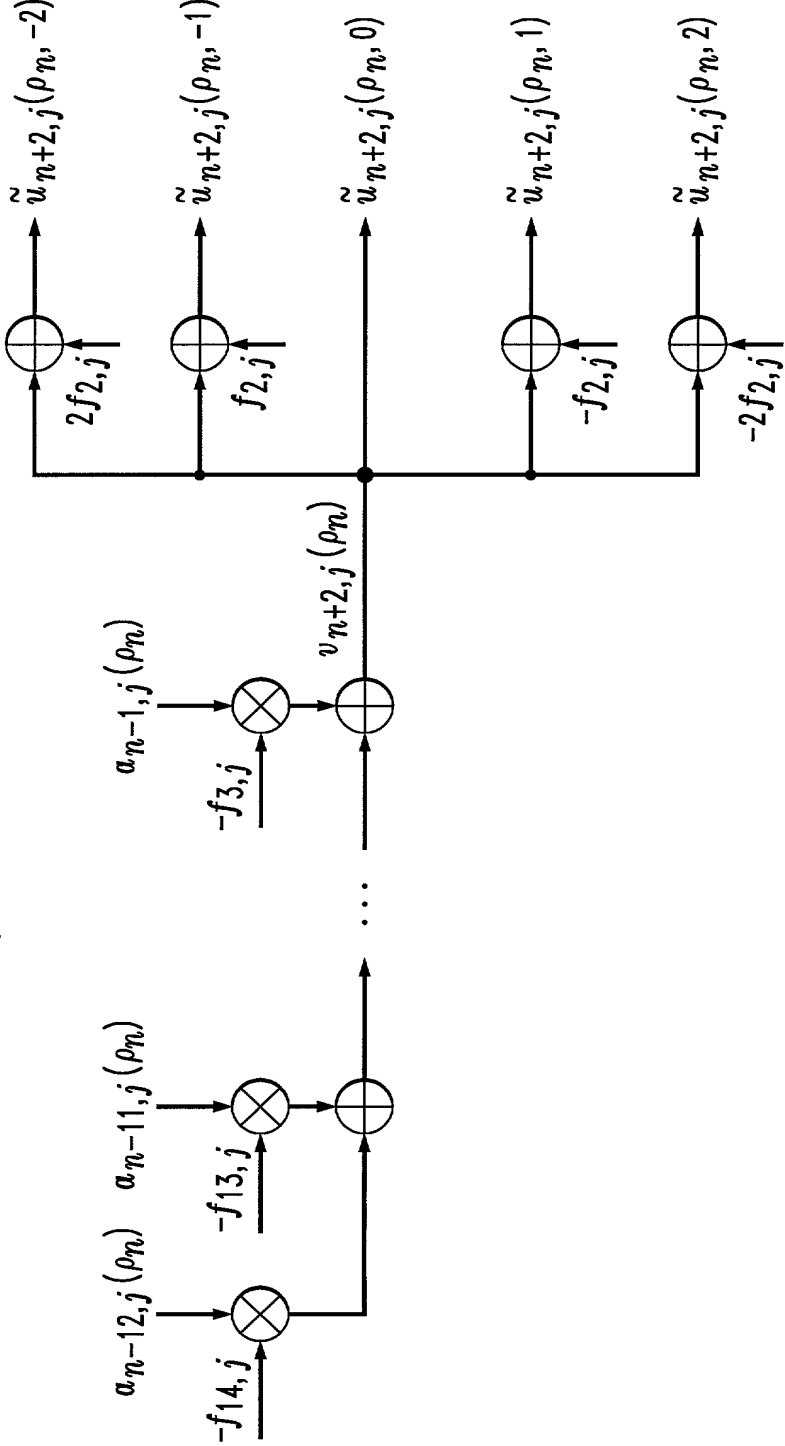 a_{n-12,j}(ρ_n)
-f_{14,j}
a_{n-11,j}(ρ_n)
-f_{13,j}
...
a_{n-1,j}(ρ_n)
-f_{3,j}
v_{n+2,j}(ρ_n)
2f_{2,j}
ũ_{n+2,j}(ρ_n,-2)
f_{2,j}
ũ_{n+2,j}(ρ_n,-1)
ũ_{n+2,j}(ρ_n,0)
-f_{2,j}
ũ_{n+2,j}(ρ_n,1)
-2f_{2,j}
ũ_{n+2,j}(ρ_n,2)